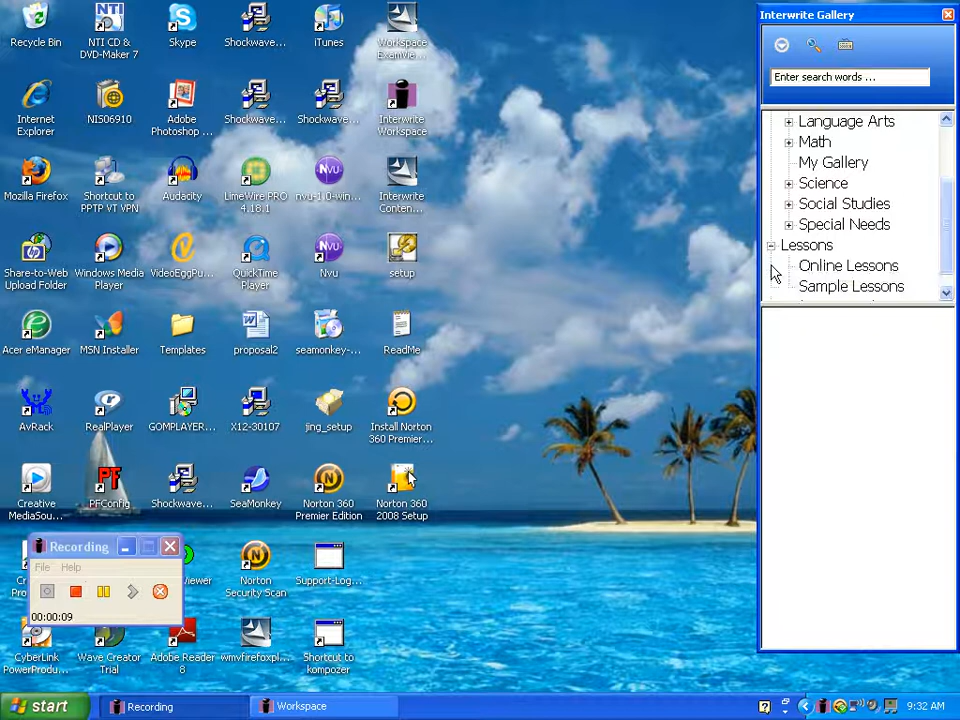 Recycle Bin
NTI CD &
DVD-Maker 7
Skype
Shockwave...
iTunes
Workspace
ExamVie...
Internet
Explorer
NIS06910
Adobe
Photoshop ...
Shockwave...
Shockwave...
Interwrite
Workspace
Mozilla Firefox
Shortcut to
PPTP VT VPN
Audacity
LimeWire PRO
4.18.1
nvu-1.0-win...
Interwrite
Conten...
Share-to-Web
Upload Folder
Windows Media
Player
VideoEggPu...
QuickTime
Player
Nvu
setup
Acer eManager
MSN Installer
Templates
proposal2
seamonkey-...
ReadMe
AvRack
RealPlayer
GOMPLAYER...
X12-30107
jing_setup
Install Norton
360 Premier...
Creative
MediaSou...
PFConfig
Shockwave...
SeaMonkey
Norton 360
Premier Edition
Norton 360
2008 Setup
Norton
Security Scan
Support-Log...
CyberLink
PowerProdu...
Wave Creator
Trial
Adobe Reader
8
wmvfirefoxpl...
Shortcut to
kompozer
Recording
File Help
00:00:09
Interwrite Gallery
Enter search words ...
Language Arts
Math
My Gallery
Science
Social Studies
Special Needs
Lessons
Online Lessons
Sample Lessons
start
Recording
Workspace
9:32 AM